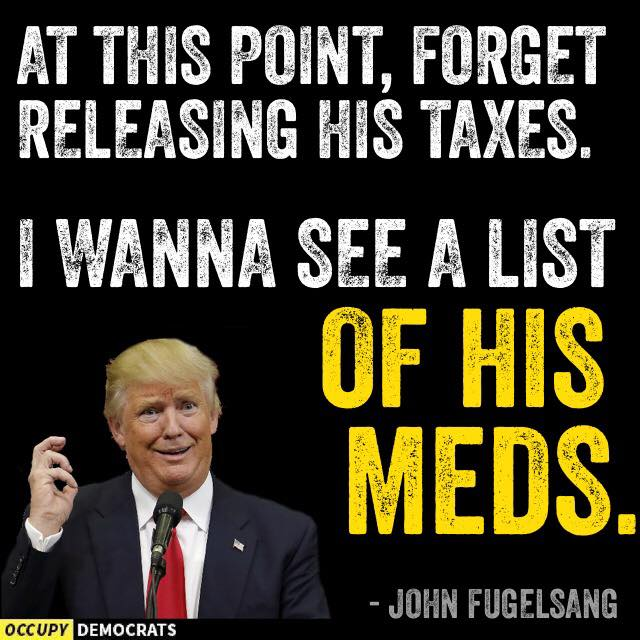 AT THIS POINT, FORGET
RELEASING HIS TAXES.
I WANNA SEE A LIST
OF HIS
MEDS.
- JOHN FUGELSANG
OCCUPY DEMOCRATS